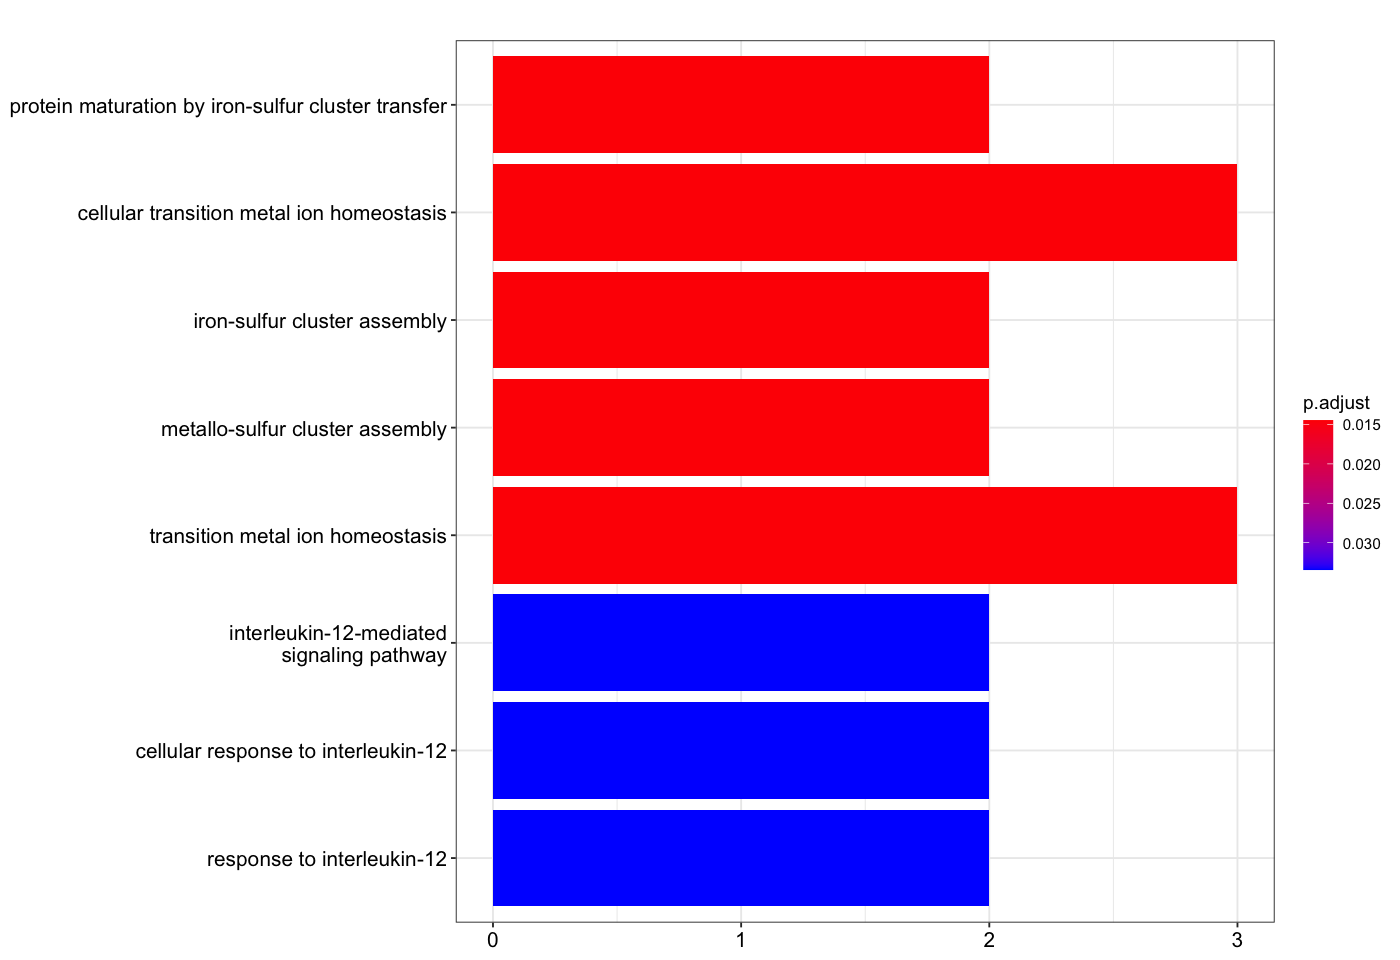 protein maturation by iron-sulfur cluster transfer
cellular transition metal ion homeostasis
iron-sulfur cluster assembly
metallo-sulfur cluster assembly
transition metal ion homeostasis
interleukin-12-mediated
signaling pathway
cellular response to interleukin-12
response to interleukin-12
0 1 2 3
p.adjust
0.015
0.020
0.025
0.030